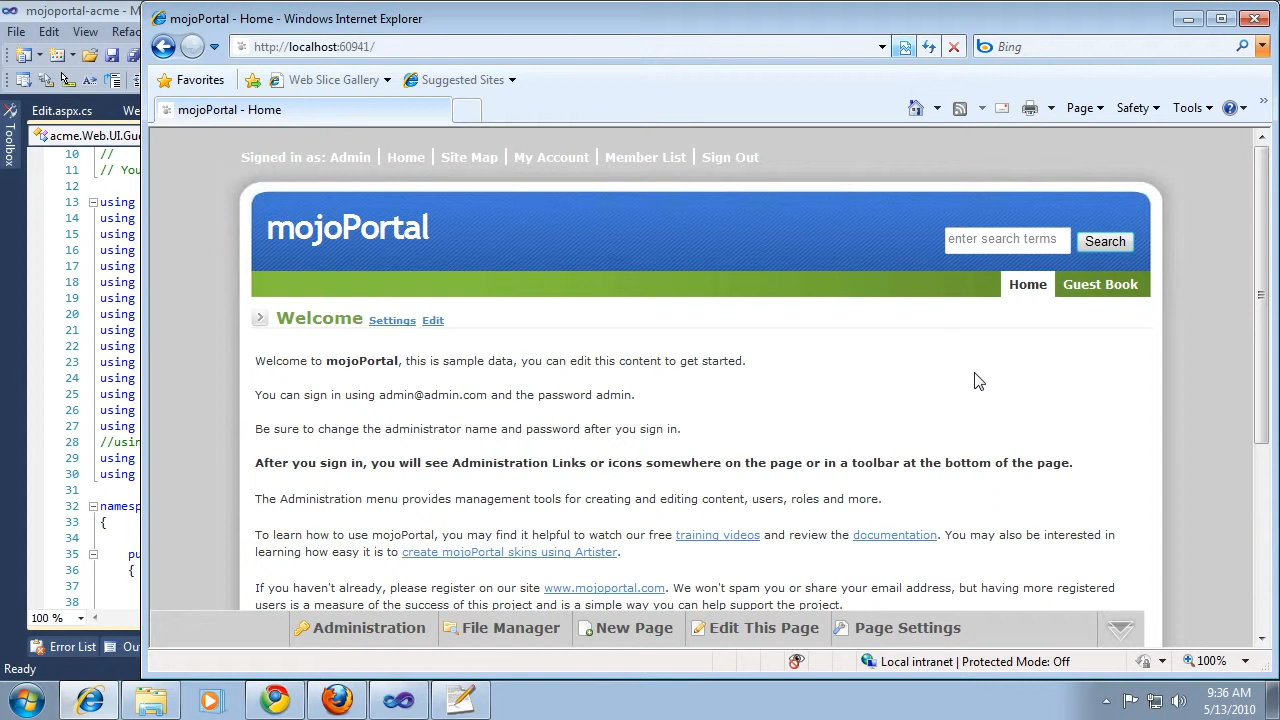 mojoportal-acme
mojoPortal - Home - Windows Internet Explorer
File Edit View Refa
http://localhost:60941/
Bing
Favorites Web Slice Gallery Suggested Sites
mojoPortal - Home
Page Safety Tools
Edit.aspx.cs We
Toolbox
acme.Web.UI.Gue
Signed in as: Admin Home Site Map My Account Member List Sign Out
mojoPortal
enter search terms Search
Home Guest Book
Welcome Settings Edit
Welcome to mojoPortal, this is sample data, you can edit this content to get started.
You can sign in using admin@admin.com and the password admin.
Be sure to change the administrator name and password after you sign in.
After you sign in, you will see Administration Links or icons somewhere on the page or in a toolbar at the bottom of the page.
The Administration menu provides management tools for creating and editing content, users, roles and more.
To learn how to use mojoPortal, you may find it helpful to watch our free training videos and review the documentation. You may also be interested in
learning how easy it is to create mojoPortal skins using Artister.
If you haven't already, please register on our site www.mojoportal.com. We won't spam you or share your email address, but having more registered
users is a measure of the success of this project and is a simple way you can help support the project.
10 //
11 // You
12
13 using
14 using
15 using
16 using
17 using
18 using
19 using
20 using
21 using
22 using
23 using
24 using
25 using
26 using
27 using
28 //usin
29 using
30 using
31
32 namesp
33 {
34
35 pu
36 {
37
38
100 %
Administration File Manager New Page Edit This Page Page Settings
Error List Ou
Ready
Local intranet | Protected Mode: Off 100%
9:36 AM
5/13/2010